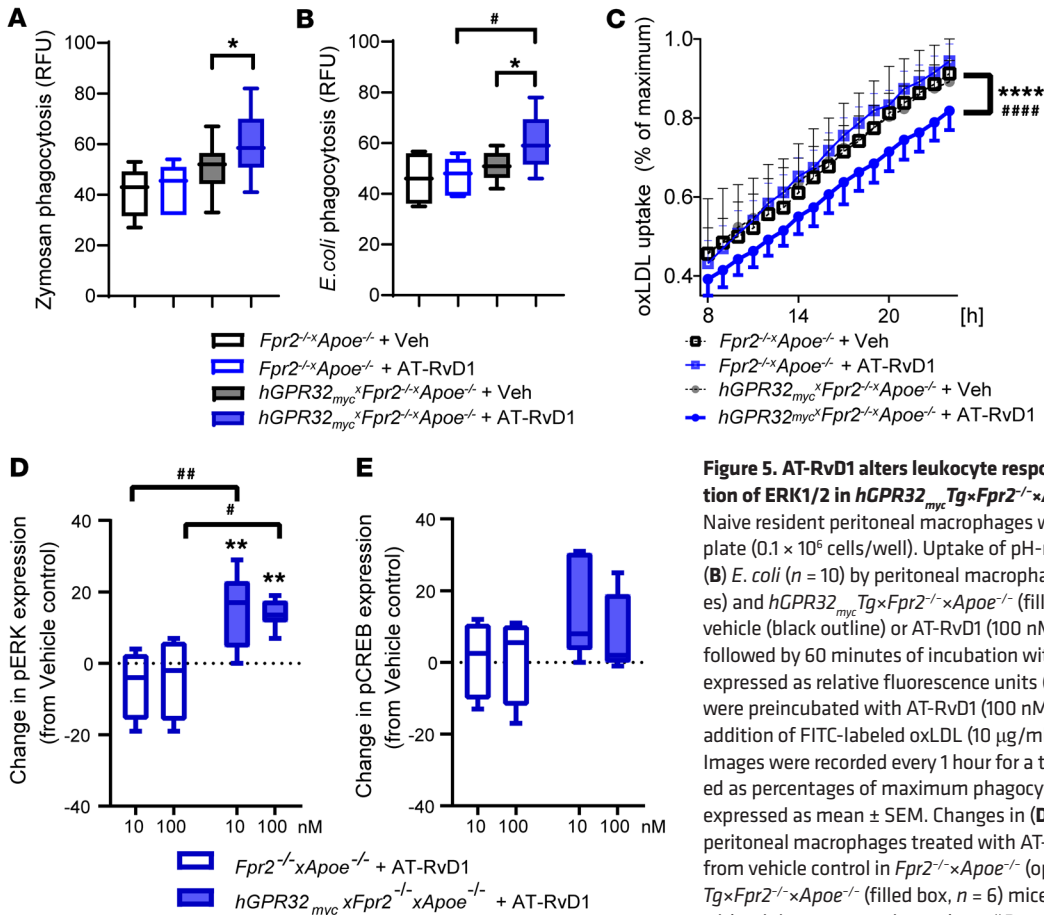 A
Zymosan phagocytosis (RFU)
100
80
60
40
20
0
*
B
E.coli phagocytosis (RFU)
100
80
60
40
20
0
#
*
Fpr2-/-xApoe-/- + Veh
Fpr2-/-xApoe-/- + AT-RvD1
hGPR32mycxFpr2-/-xApoe-/- + Veh
hGPR32mycxFpr2-/-xApoe-/- + AT-RvD1
C
oxLDL uptake (% of maximum)
1.0
0.8
0.6
0.4
8 14 20 [h]
****
####
Fpr2-/-xApoe-/- + Veh
Fpr2-/-xApoe-/- + AT-RvD1
hGPR32mycxFpr2-/-xApoe-/- + Veh
hGPR32mycxFpr2-/-xApoe-/- + AT-RvD1
D
Change in pERK expression
(from Vehicle control)
40
20
0
-20
-40
##
#
** **
10 100 10 100 nM
E
Change in pCREB expression
(from Vehicle control)
40
20
0
-20
-40
10 100 10 100 nM
Fpr2-/-xApoe-/- + AT-RvD1
hGPR32 myc xFpr2-/-xApoe-/- + AT-RvD1
Figure 5. AT-RvD1 alters leukocyte respo
tion of ERK1/2 in hGPR32mycTg×Fpr2–/–×A
Naive resident peritoneal macrophages w
plate (0.1 × 10⁶ cells/well). Uptake of pH-r
(B) E. coli (n = 10) by peritoneal macropha
es) and hGPR32mycTg×Fpr2–/–×Apoe–/– (fill
vehicle (black outline) or AT-RvD1 (100 nM
followed by 60 minutes of incubation wit
expressed as relative fluorescence units (
were preincubated with AT-RvD1 (100 nM
addition of FITC-labeled oxLDL (10 μg/m
Images were recorded every 1 hour for a t
ed as percentages of maximum phagocy
expressed as mean ± SEM. Changes in (D
peritoneal macrophages treated with AT-
from vehicle control in Fpr2–/–×Apoe–/– (op
Tg×Fpr2–/–×Apoe–/– (filled box, n = 6) mice